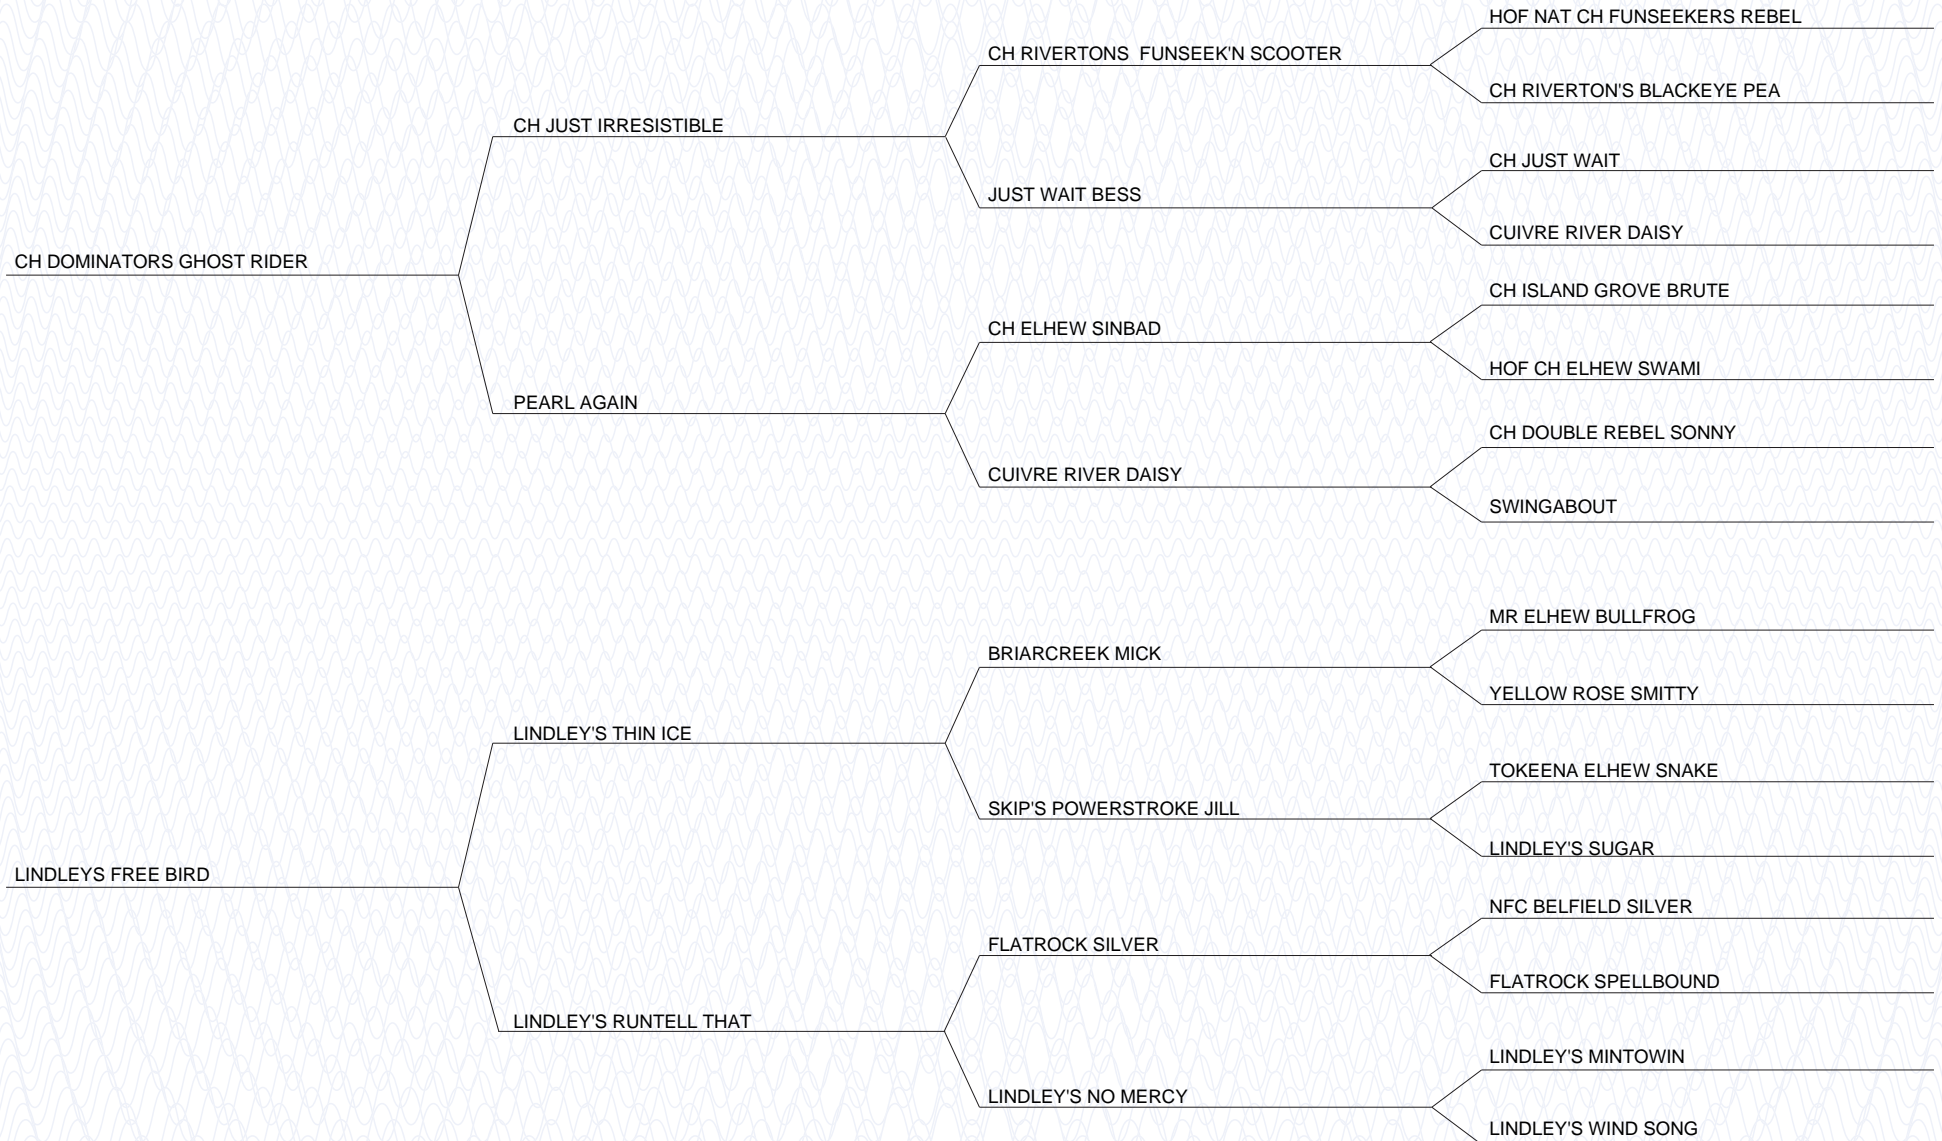 HOF NAT CH FUNSEEKERS REBEL
CH RIVERTONS  FUNSEEK'N SCOOTER
CH RIVERTON'S BLACKEYE PEA
CH JUST IRRESISTIBLE
CH JUST WAIT
JUST WAIT BESS
CUIVRE RIVER DAISY
CH DOMINATORS GHOST RIDER
CH ISLAND GROVE BRUTE
CH ELHEW SINBAD
HOF CH ELHEW SWAMI
PEARL AGAIN
CH DOUBLE REBEL SONNY
CUIVRE RIVER DAISY
SWINGABOUT
MR ELHEW BULLFROG
BRIARCREEK MICK
YELLOW ROSE SMITTY
LINDLEY'S THIN ICE
TOKEENA ELHEW SNAKE
SKIP'S POWERSTROKE JILL
LINDLEY'S SUGAR
LINDLEYS FREE BIRD
NFC BELFIELD SILVER
FLATROCK SILVER
FLATROCK SPELLBOUND
LINDLEY'S RUNTELL THAT
LINDLEY'S MINTOWIN
LINDLEY'S NO MERCY
LINDLEY'S WIND SONG